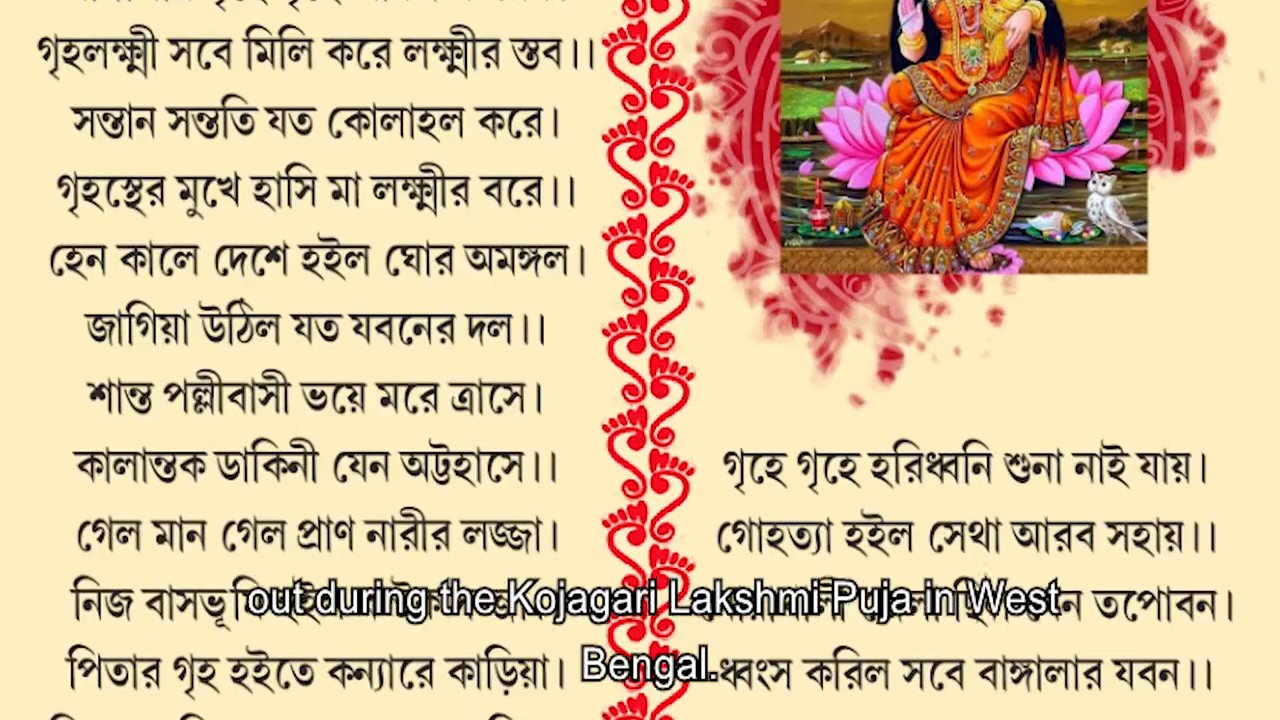 গৃহলক্ষ্মী সবে মিলি করে লক্ষ্মীর স্তব।।
সন্তান সন্ততি যত কোলাহল করে।
গৃহস্থের মুখে হাসি মা লক্ষ্মীর বরে।।
হেন কালে দেশে হইল ঘোর অমঙ্গল।
জাগিয়া উঠিল যত যবনের দল।।
শান্ত পল্লীবাসী ভয়ে মরে ত্রাসে।
কালান্তক ডাকিনী যেন অট্টহাসে।।
গেল মান গেল প্রাণ নারীর লজ্জা।
নিজ
পিতার গৃহ হইতে কন্যারে কাড়িয়া।
গৃহে গৃহে হরিধ্বনি শুনা নাই যায়।
গোহত্যা হইল সেথা আরব সহায়।।
তপোবন।
ধ্বংস করিল সবে বাঙ্গালার যবন।।
out during the Kojagari Lakshmi Puja in West
Bengal.